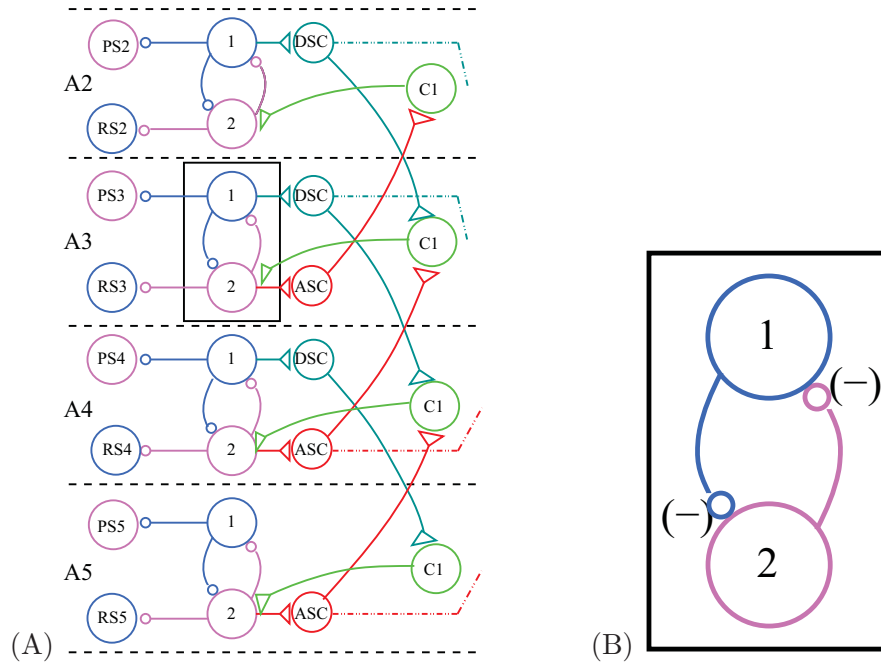 PS2 1 DSC
A2 C1
RS2 2
PS3 1 DSC
A3 C1
RS3 2 ASC
PS4 1 DSC
A4 C1
RS4 2 ASC
PS5 1
A5 C1
RS5 2 ASC
(A)
1
(−)
(−)
2
(B)